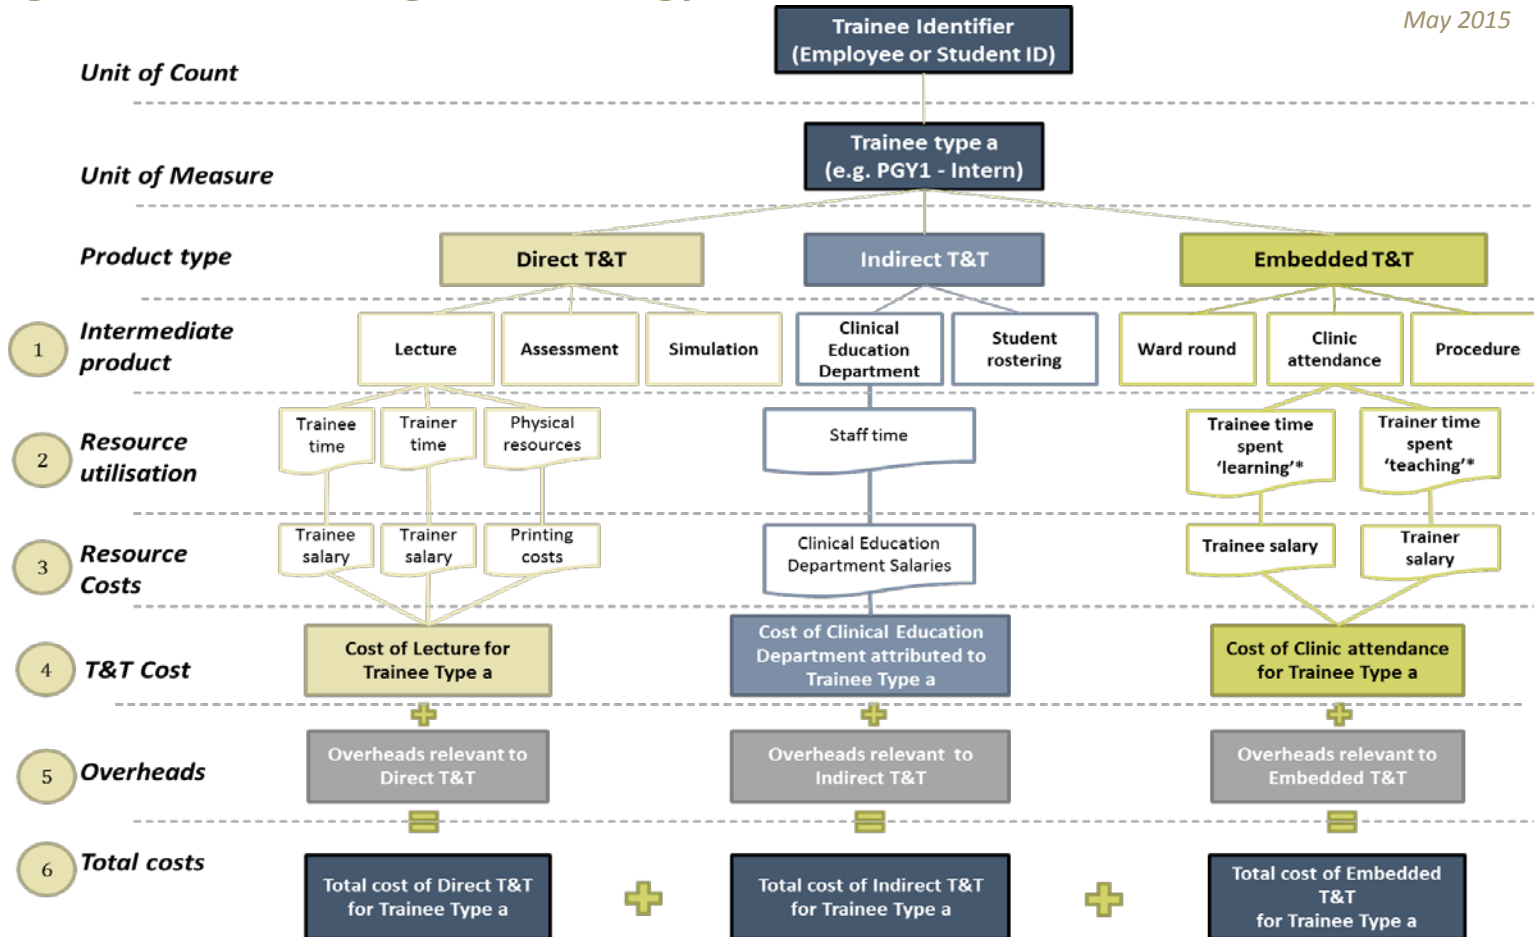 May 2015
Trainee Identifier
(Employee or Student ID)
Unit of Count
Trainee type a
(e.g. PGY1 - Intern)
Unit of Measure
Product type
Direct T&T
Indirect T&T
Embedded T&T
1
Intermediate
product
Lecture
Assessment
Simulation
Clinical
Education
Department
Student
rostering
Ward round
Clinic
attendance
Procedure
2
Resource
utilisation
Trainee
time
Trainer
time
Physical
resources
Staff time
Trainee time
spent
'learning'*
Trainer time
spent
'teaching'*
3
Resource
Costs
Trainee
salary
Trainer
salary
Printing
costs
Clinical Education
Department Salaries
Trainee salary
Trainer
salary
4
T&T Cost
Cost of Lecture for
Trainee Type a
Cost of Clinical Education
Department attributed to
Trainee Type a
Cost of Clinic attendance
for Trainee Type a
5
Overheads
Overheads relevant to
Direct T&T
Overheads relevant to
Indirect T&T
Overheads relevant to
Embedded T&T
6
Total costs
Total cost of Direct T&T
for Trainee Type a
Total cost of Indirect T&T
for Trainee Type a
Total cost of Embedded
T&T
for Trainee Type a